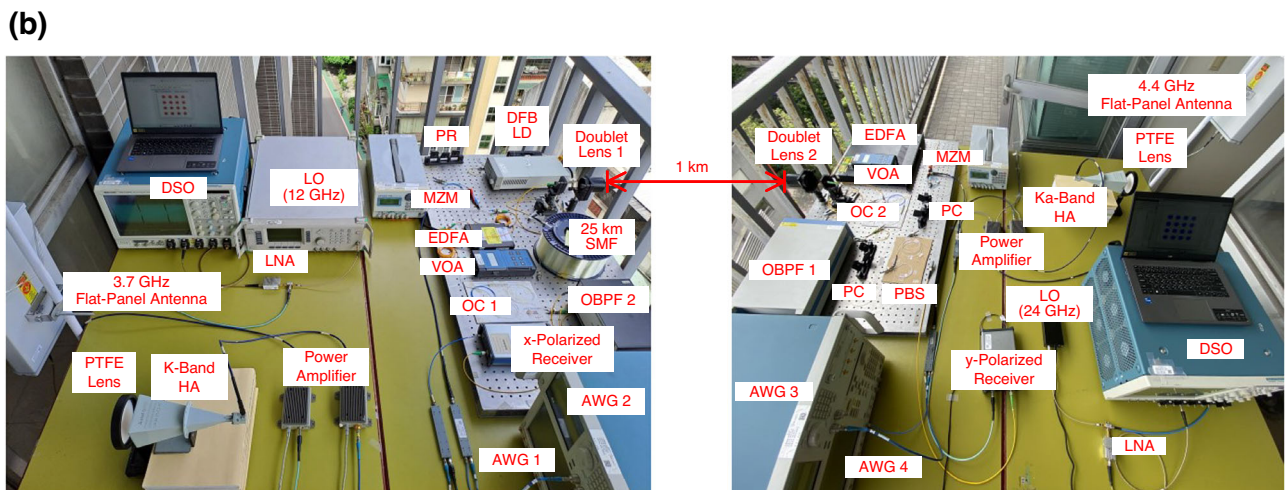 (b)
DSO
LO
(12 GHz)
PR
DFB
LD
Doublet
Lens 1
MZM
EDFA
VOA
25 km
SMF
LNA
3.7 GHz
Flat-Panel Antenna
OC 1
OBPF 2
x-Polarized
Receiver
PTFE
Lens
K-Band
HA
Power
Amplifier
AWG 2
AWG 1
1 km
4.4 GHz
Flat-Panel Antenna
EDFA
Doublet
Lens 2
VOA
MZM
PTFE
Lens
OC 2
PC
Ka-Band
HA
OBPF 1
Power
Amplifier
PC
PBS
LO
(24 GHz)
DSO
y-Polarized
Receiver
AWG 3
AWG 4
LNA